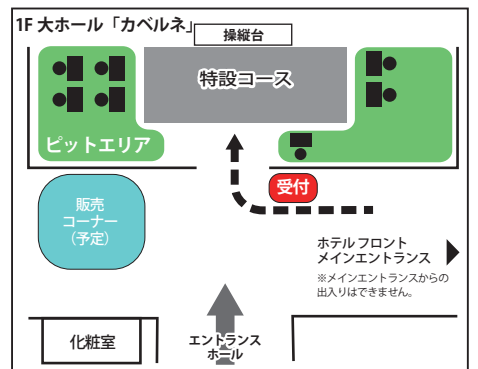 1F 大ホール「カベルネ」
操縦台
特設コース
ピットエリア
受付
販売
コーナー
（予定）
ホテルフロント
メインエントランス
※メインエントランスからの
出入りはできません。
化粧室
エントランス
ホール